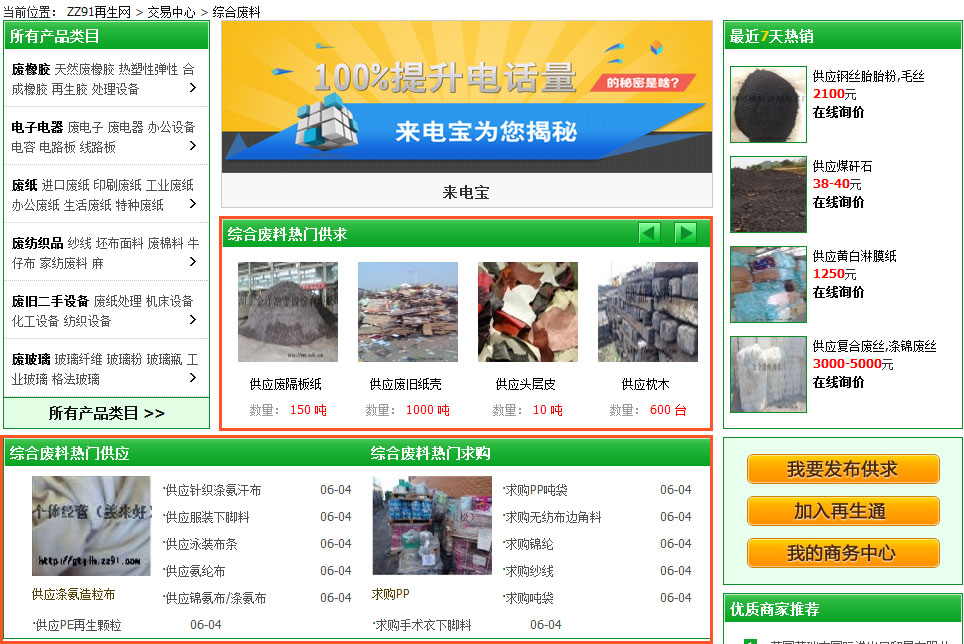 当前位置： ZZ91再生网 > 交易中心 > 综合废料
所有产品类目
废橡胶 天然废橡胶 热塑性弹性 合
成橡胶 再生胶 处理设备 >
电子电器 废电子 废电器 办公设备
电容 电路板 线路板 >
废纸 进口废纸 印刷废纸 工业废纸
办公废纸 生活废纸 特种废纸 >
废纺织品 纱线 坯布面料 废棉料 牛
仔布 家纺废料 麻 >
废旧二手设备 废纸处理 机床设备
化工设备 纺织设备 >
废玻璃 玻璃纤维 玻璃粉 玻璃瓶 工
业玻璃 格法玻璃 >
所有产品类目 >>
100%提升电话量
的秘密是啥?
来电宝为您揭秘
来电宝
综合废料热门供求
供应废隔板纸
数量： 150 吨
供应废旧纸壳
数量： 1000 吨
供应头层皮
数量： 10 吨
供应枕木
数量： 600 台
最近7天热销
供应钢丝胎胎粉,毛丝
2100元
在线询价
供应煤矸石
38-40元
在线询价
供应黄白淋膜纸
1250元
在线询价
供应复合废丝,涤锦废丝
3000-5000元
在线询价
综合废料热门供应
供应涤氨造粒布
·供应针织涤氨汗布 06-04
·供应服装下脚料 06-04
·供应泳装布条 06-04
·供应氨纶布 06-04
·供应锦氨布/涤氨布 06-04
·供应PE再生颗粒 06-04
综合废料热门求购
求购PP
·求购PP吨袋 06-04
·求购无纺布边角料 06-04
·求购锦纶 06-04
·求购纱线 06-04
·求购吨袋 06-04
·求购手术衣下脚料 06-04
我要发布供求
加入再生通
我的商务中心
优质商家推荐